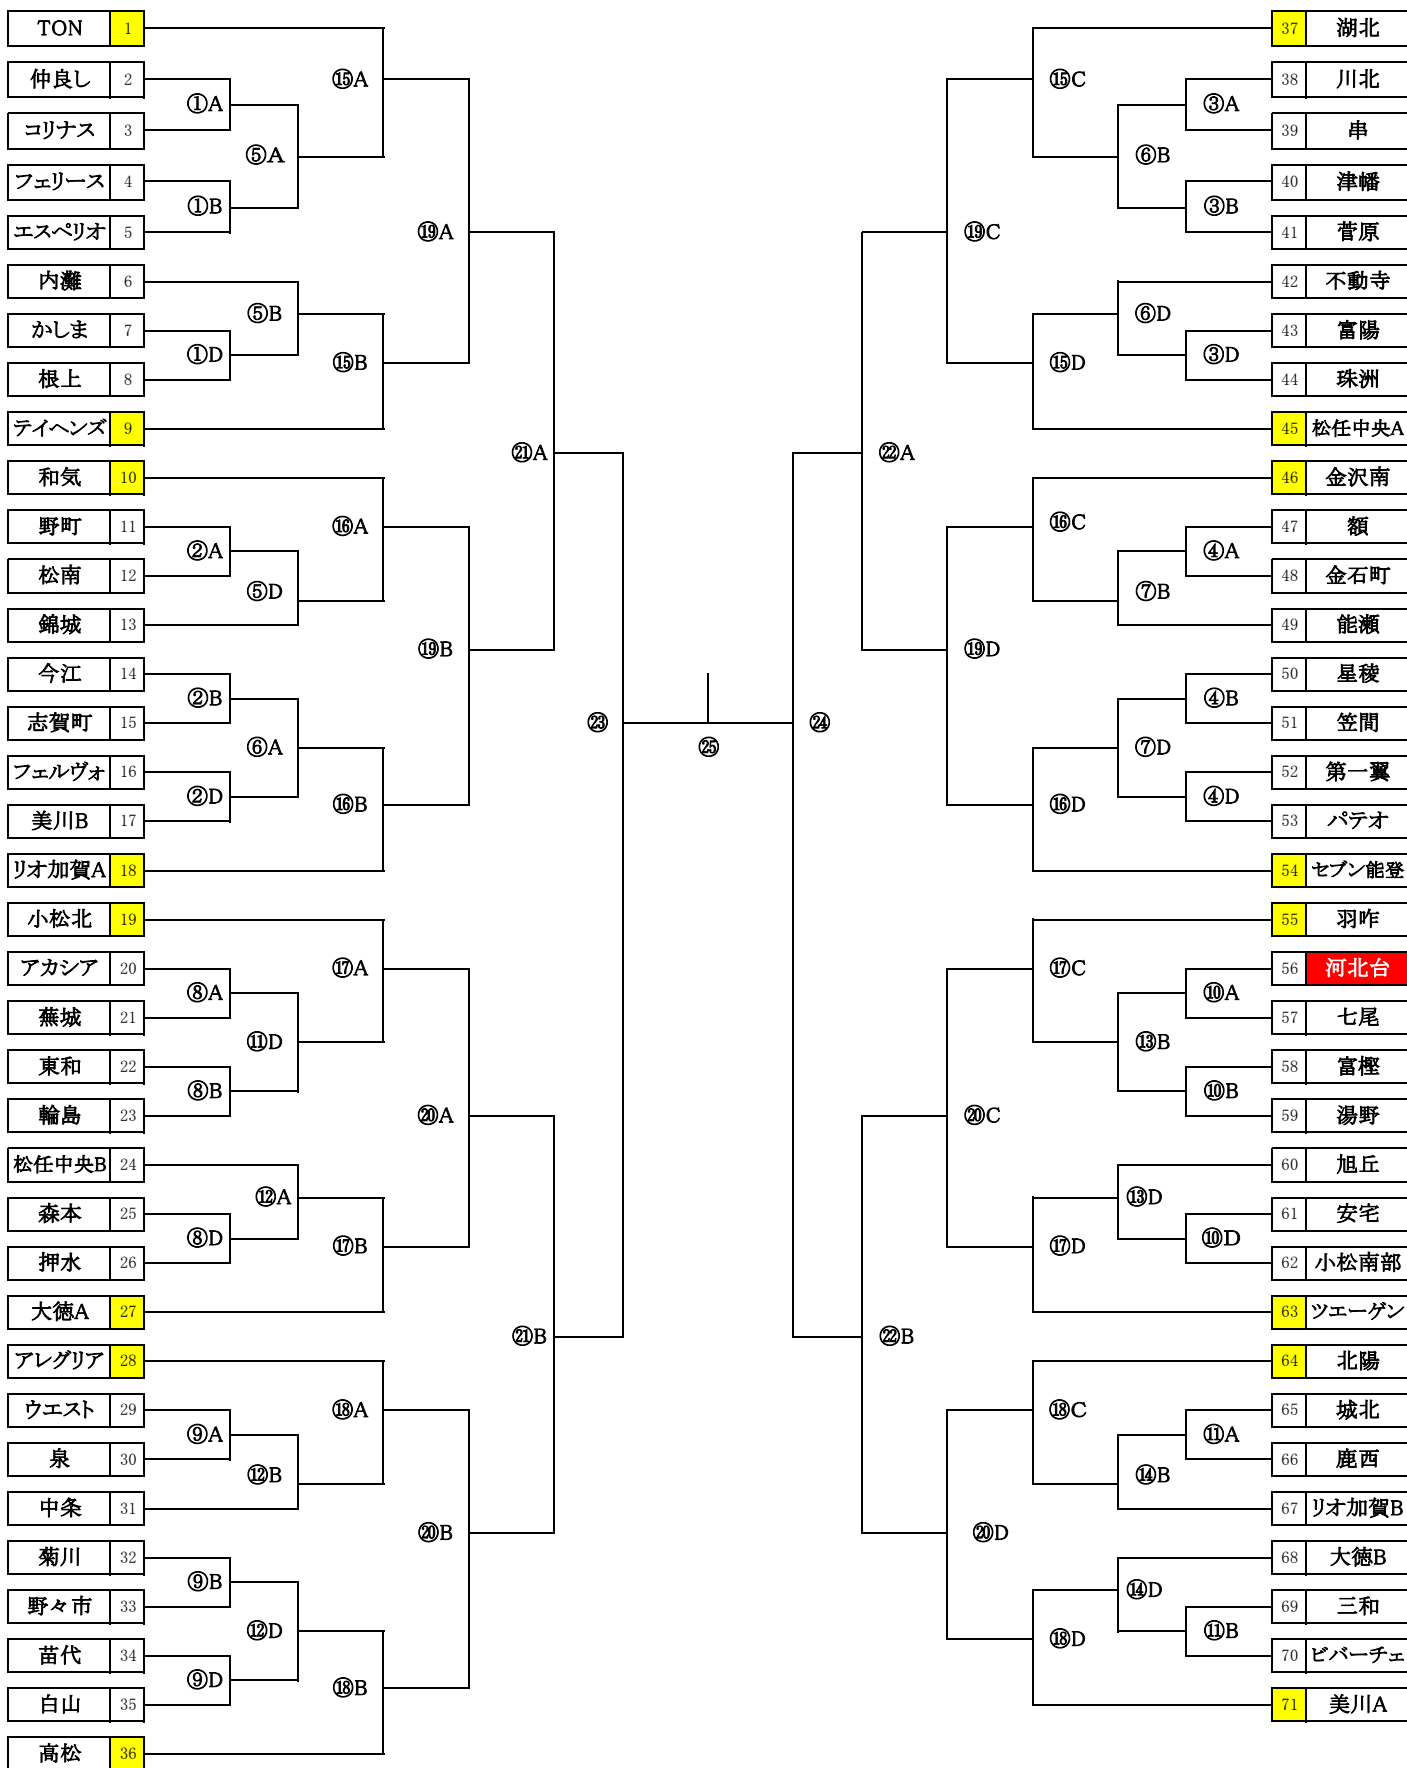 TON 1
仲良し 2
コリナス 3
フェリース 4
エスペリオ 5
内灘 6
かしま 7
根上 8
テイヘンズ 9
和気 10
野町 11
松南 12
錦城 13
今江 14
志賀町 15
フェルヴォ 16
美川B 17
リオ加賀A 18
小松北 19
アカシア 20
蕪城 21
東和 22
輪島 23
松任中央B 24
森本 25
押水 26
大徳A 27
アレグリア 28
ウエスト 29
泉 30
中条 31
菊川 32
野々市 33
苗代 34
白山 35
高松 36
①A
①B
①D
②A
②B
②D
⑧A
⑧B
⑧D
⑨A
⑨B
⑨D
⑤A
⑤B
⑤D
⑥A
⑪D
⑫A
⑫B
⑫D
⑮A
⑮B
⑯A
⑯B
⑰A
⑰B
⑱A
⑱B
⑲A
⑲B
⑳A
⑳B
㉑A
㉑B
㉓
㉕
㉔
㉒A
㉒B
⑲C
⑲D
⑳C
⑳D
⑮C
⑮D
⑯C
⑯D
⑰C
⑰D
⑱C
⑱D
⑥B
⑥D
⑦B
⑦D
⑬B
⑬D
⑭B
⑭D
③A
③B
③D
④A
④B
④D
⑩A
⑩B
⑩D
⑪A
⑪B
37 湖北
38 川北
39 串
40 津幡
41 菅原
42 不動寺
43 富陽
44 珠洲
45 松任中央A
46 金沢南
47 額
48 金石町
49 能瀬
50 星稜
51 笠間
52 第一翼
53 パテオ
54 セブン能登
55 羽咋
56 河北台
57 七尾
58 富樫
59 湯野
60 旭丘
61 安宅
62 小松南部
63 ツエーゲン
64 北陽
65 城北
66 鹿西
67 リオ加賀B
68 大徳B
69 三和
70 ビバーチェ
71 美川A